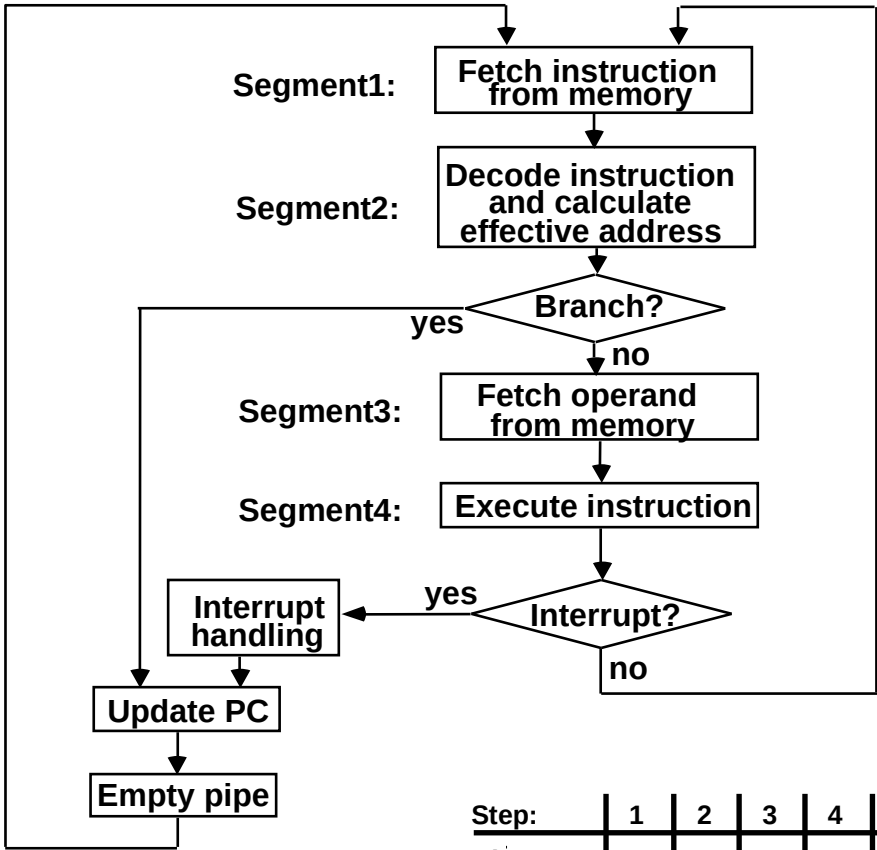 Segment1:
Fetch instruction
from memory
Segment2:
Decode instruction
and calculate
effective address
Branch?
yes
no
Segment3:
Fetch operand
from memory
Segment4:
Execute instruction
Interrupt?
yes
no
Interrupt
handling
Update PC
Empty pipe
Step: 1 2 3 4